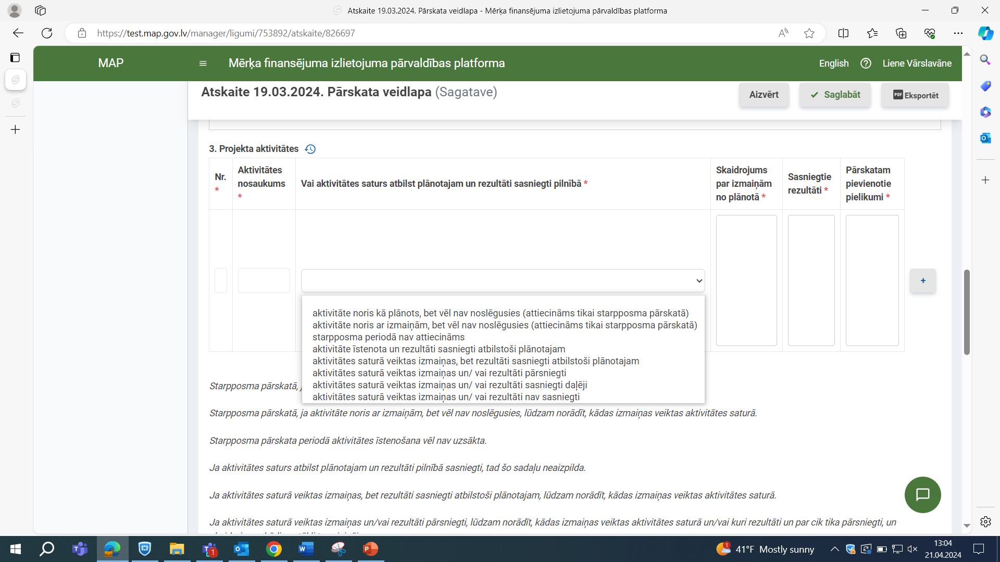 Atskaite 19.03.2024. Pārskata veidlapa - Mērķa finansējuma izlietojuma pārvaldības platforma
https://test.map.gov.lv/manager/ligumi/753892/atskaite/826697
MAP
Mērķa finansējuma izlietojuma pārvaldības platforma
English
Liene Vārslavāne
Atskaite 19.03.2024. Pārskata veidlapa (Sagatave)
Aizvērt
Saglabāt
PDF Eksportēt
3. Projekta aktivitātes
Nr. *
Aktivitātes
nosaukums
*
Vai aktivitātes saturs atbilst plānotajam un rezultāti sasniegti pilnībā *
Skaidrojums
par izmaiņām
no plānotā *
Sasniegtie
rezultāti *
Pārskatam
pievienotie
pielikumi *
+
aktivitāte noris kā plānots, bet vēl nav noslēgusies (attiecināms tikai starpposma pārskatā)
aktivitāte noris ar izmaiņām, bet vēl nav noslēgusies (attiecināms tikai starpposma pārskatā)
starpposma periodā nav attiecināms
aktivitāte īstenota un rezultāti sasniegti atbilstoši plānotajam
aktivitātes saturā veiktas izmaiņas, bet rezultāti sasniegti atbilstoši plānotajam
aktivitātes saturā veiktas izmaiņas un/ vai rezultāti pārsniegti
aktivitātes saturā veiktas izmaiņas un/ vai rezultāti sasniegti daļēji
aktivitātes saturā veiktas izmaiņas un/ vai rezultāti nav sasniegti
Starpposma pārskatā,
Starpposma pārskatā, ja aktivitāte noris ar izmaiņām, bet vēl nav noslēgusies, lūdzam norādīt, kādas izmaiņas veiktas aktivitātes saturā.
Starpposma pārskata periodā aktivitātes īstenošana vēl nav uzsākta.
Ja aktivitātes saturs atbilst plānotajam un rezultāti pilnībā sasniegti, tad šo sadaļu neaizpilda.
Ja aktivitātes saturā veiktas izmaiņas, bet rezultāti sasniegti atbilstoši plānotajam, lūdzam norādīt, kādas izmaiņas veiktas aktivitātes saturā.
Ja aktivitātes saturā veiktas izmaiņas un/vai rezultāti pārsniegti, lūdzam norādīt, kādas izmaiņas veiktas aktivitātes saturā un/vai kuri rezultāti un par cik tika pārsniegti, un
1
1
41°F Mostly sunny
13:04
21.04.2024